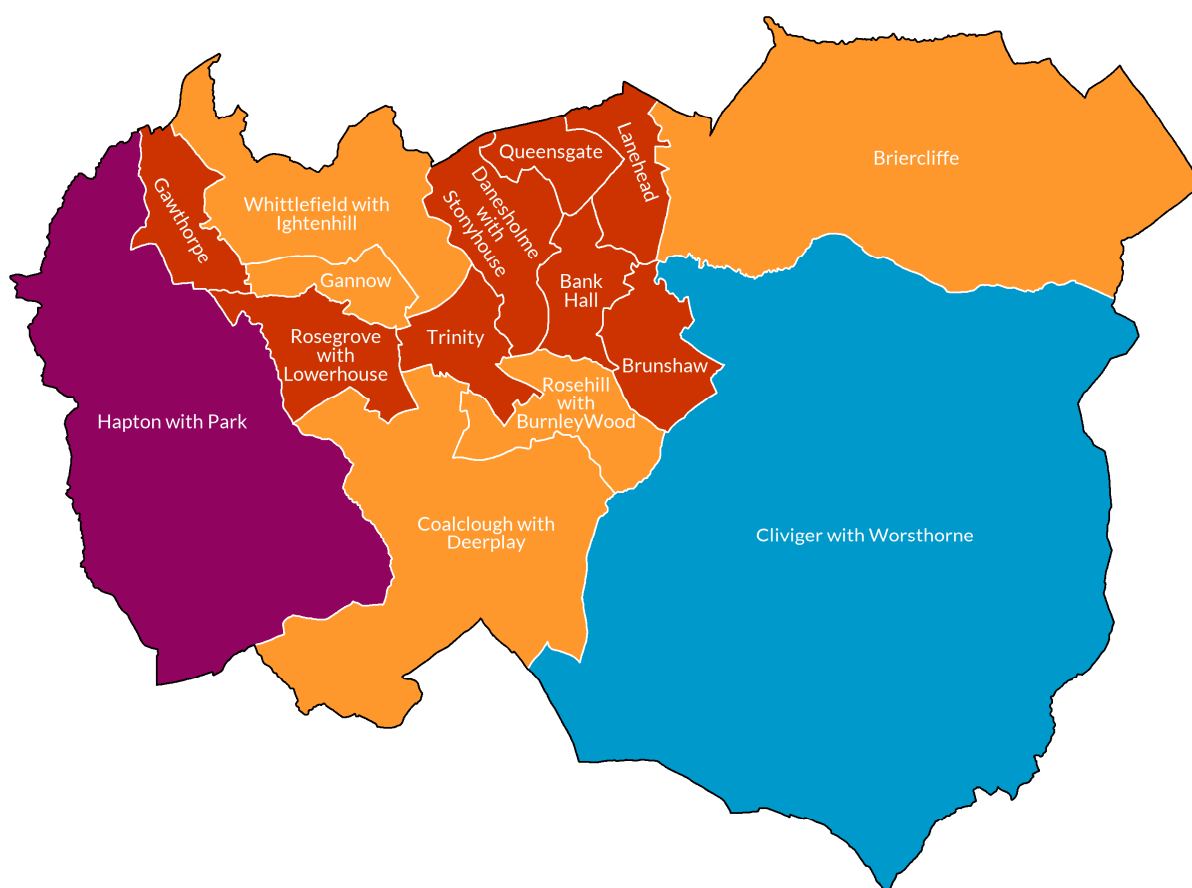 Briercliffe
Queensgate
Lanehead
Danesholme
with
Stonyhouse
Whittlefield with
Ightenhill
Gawthorpe
Gannow
Bank
Hall
Rosegrove
with
Lowerhouse
Trinity
Brunshaw
Rosehill
with
BurnleyWood
Hapton with Park
Coalclough with
Deerplay
Cliviger with Worsthorne